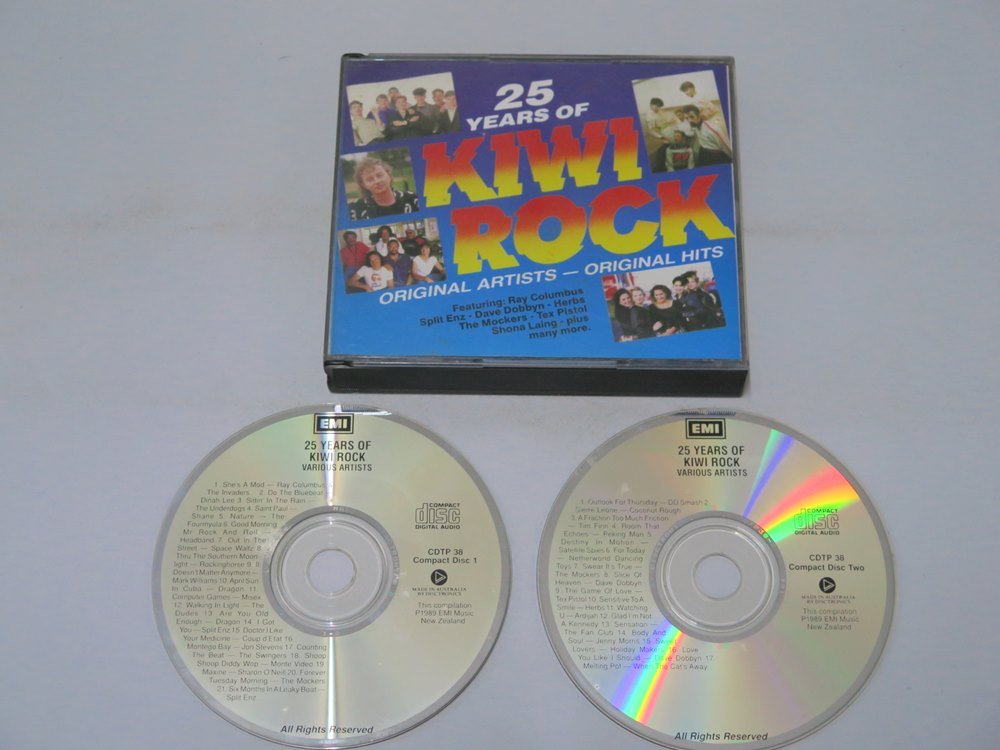 25
YEARS OF
KIWI
ROCK
ORIGINAL ARTISTS — ORIGINAL HITS
Featuring: Ray Columbus
Split Enz - Dave Dobbyn - Herbs
The Mockers - Tex Pistol
Shona Laing - plus
many more.
EMI
25 YEARS OF
KIWI ROCK
VARIOUS ARTISTS
1. She's A Mod — Ray Columbus &
The Invaders 2. Do The Bluebeat —
Dinah Lee 3. Sittin' In The Rain —
The Underdogs 4. Saint Paul —
Shane 5. Nature — The
Fourmyula 6. Good Morning
Mr Rock And Roll —
Headband 7. Out In The
Street — Space Waltz 8.
Thru The Southern Moon-
light — Rockinghorse 9. It
Doesn't Matter Anymore —
Mark Williams 10. April Sun
In Cuba — Dragon 11.
Computer Games — Mi-sex
12. Walking In Light — Th' 
Dudes 13. Are You Old
Enough — Dragon 14. I Got
You — Split Enz 15. Doctor I Like
Your Medicine — Coup d'Etat 16.
Montego Bay — Jon Stevens 17. Counting
The Beat — The Swingers 18. Shoop
Shoop Diddy Wop — Monte Video 19.
Maxine — Sharon O'Neill 20. Forever
Tuesday Morning — The Mockers
21. Six Months In A Leaky Boat —
Split Enz
COMPACT
disc
DIGITAL AUDIO
CDTP 38
Compact Disc 1
MADE IN AUSTRALIA
BY DISCTRONICS
This compilation
P1989 EMI Music
New Zealand
All Rights Reserved
EMI
25 YEARS OF
KIWI ROCK
VARIOUS ARTISTS
1. Outlook For Thursday — DD Smash 2.
Sierra Leone — Coconut Rough
3. A Fraction Too Much Friction
— Tim Finn 4. Room That
Echoes — Peking Man 5.
Destiny In Motion —
Satellite Spies 6. For Today
— Netherworld Dancing
Toys 7. Swear It's True —
The Mockers 8. Slice Of
Heaven — Dave Dobbyn
9. The Game Of Love —
Tex Pistol 10. Sensitive To A
Smile — Herbs 11. Watching
U — Ardijah 12. Glad I'm Not
A Kennedy 13. Sensation —
The Fan Club 14. Body And
Soul — Jenny Morris 15. Sweet
Lovers — Holiday Makers 16. Love
You Like I Should — Dave Dobbyn 17.
Melting Pot — When The Cat's Away
COMPACT
disc
DIGITAL AUDIO
CDTP 38
Compact Disc Two
MADE IN AUSTRALIA
BY DISCTRONICS
This compilation
P1989 EMI Music
New Zealand
All Rights Reserved